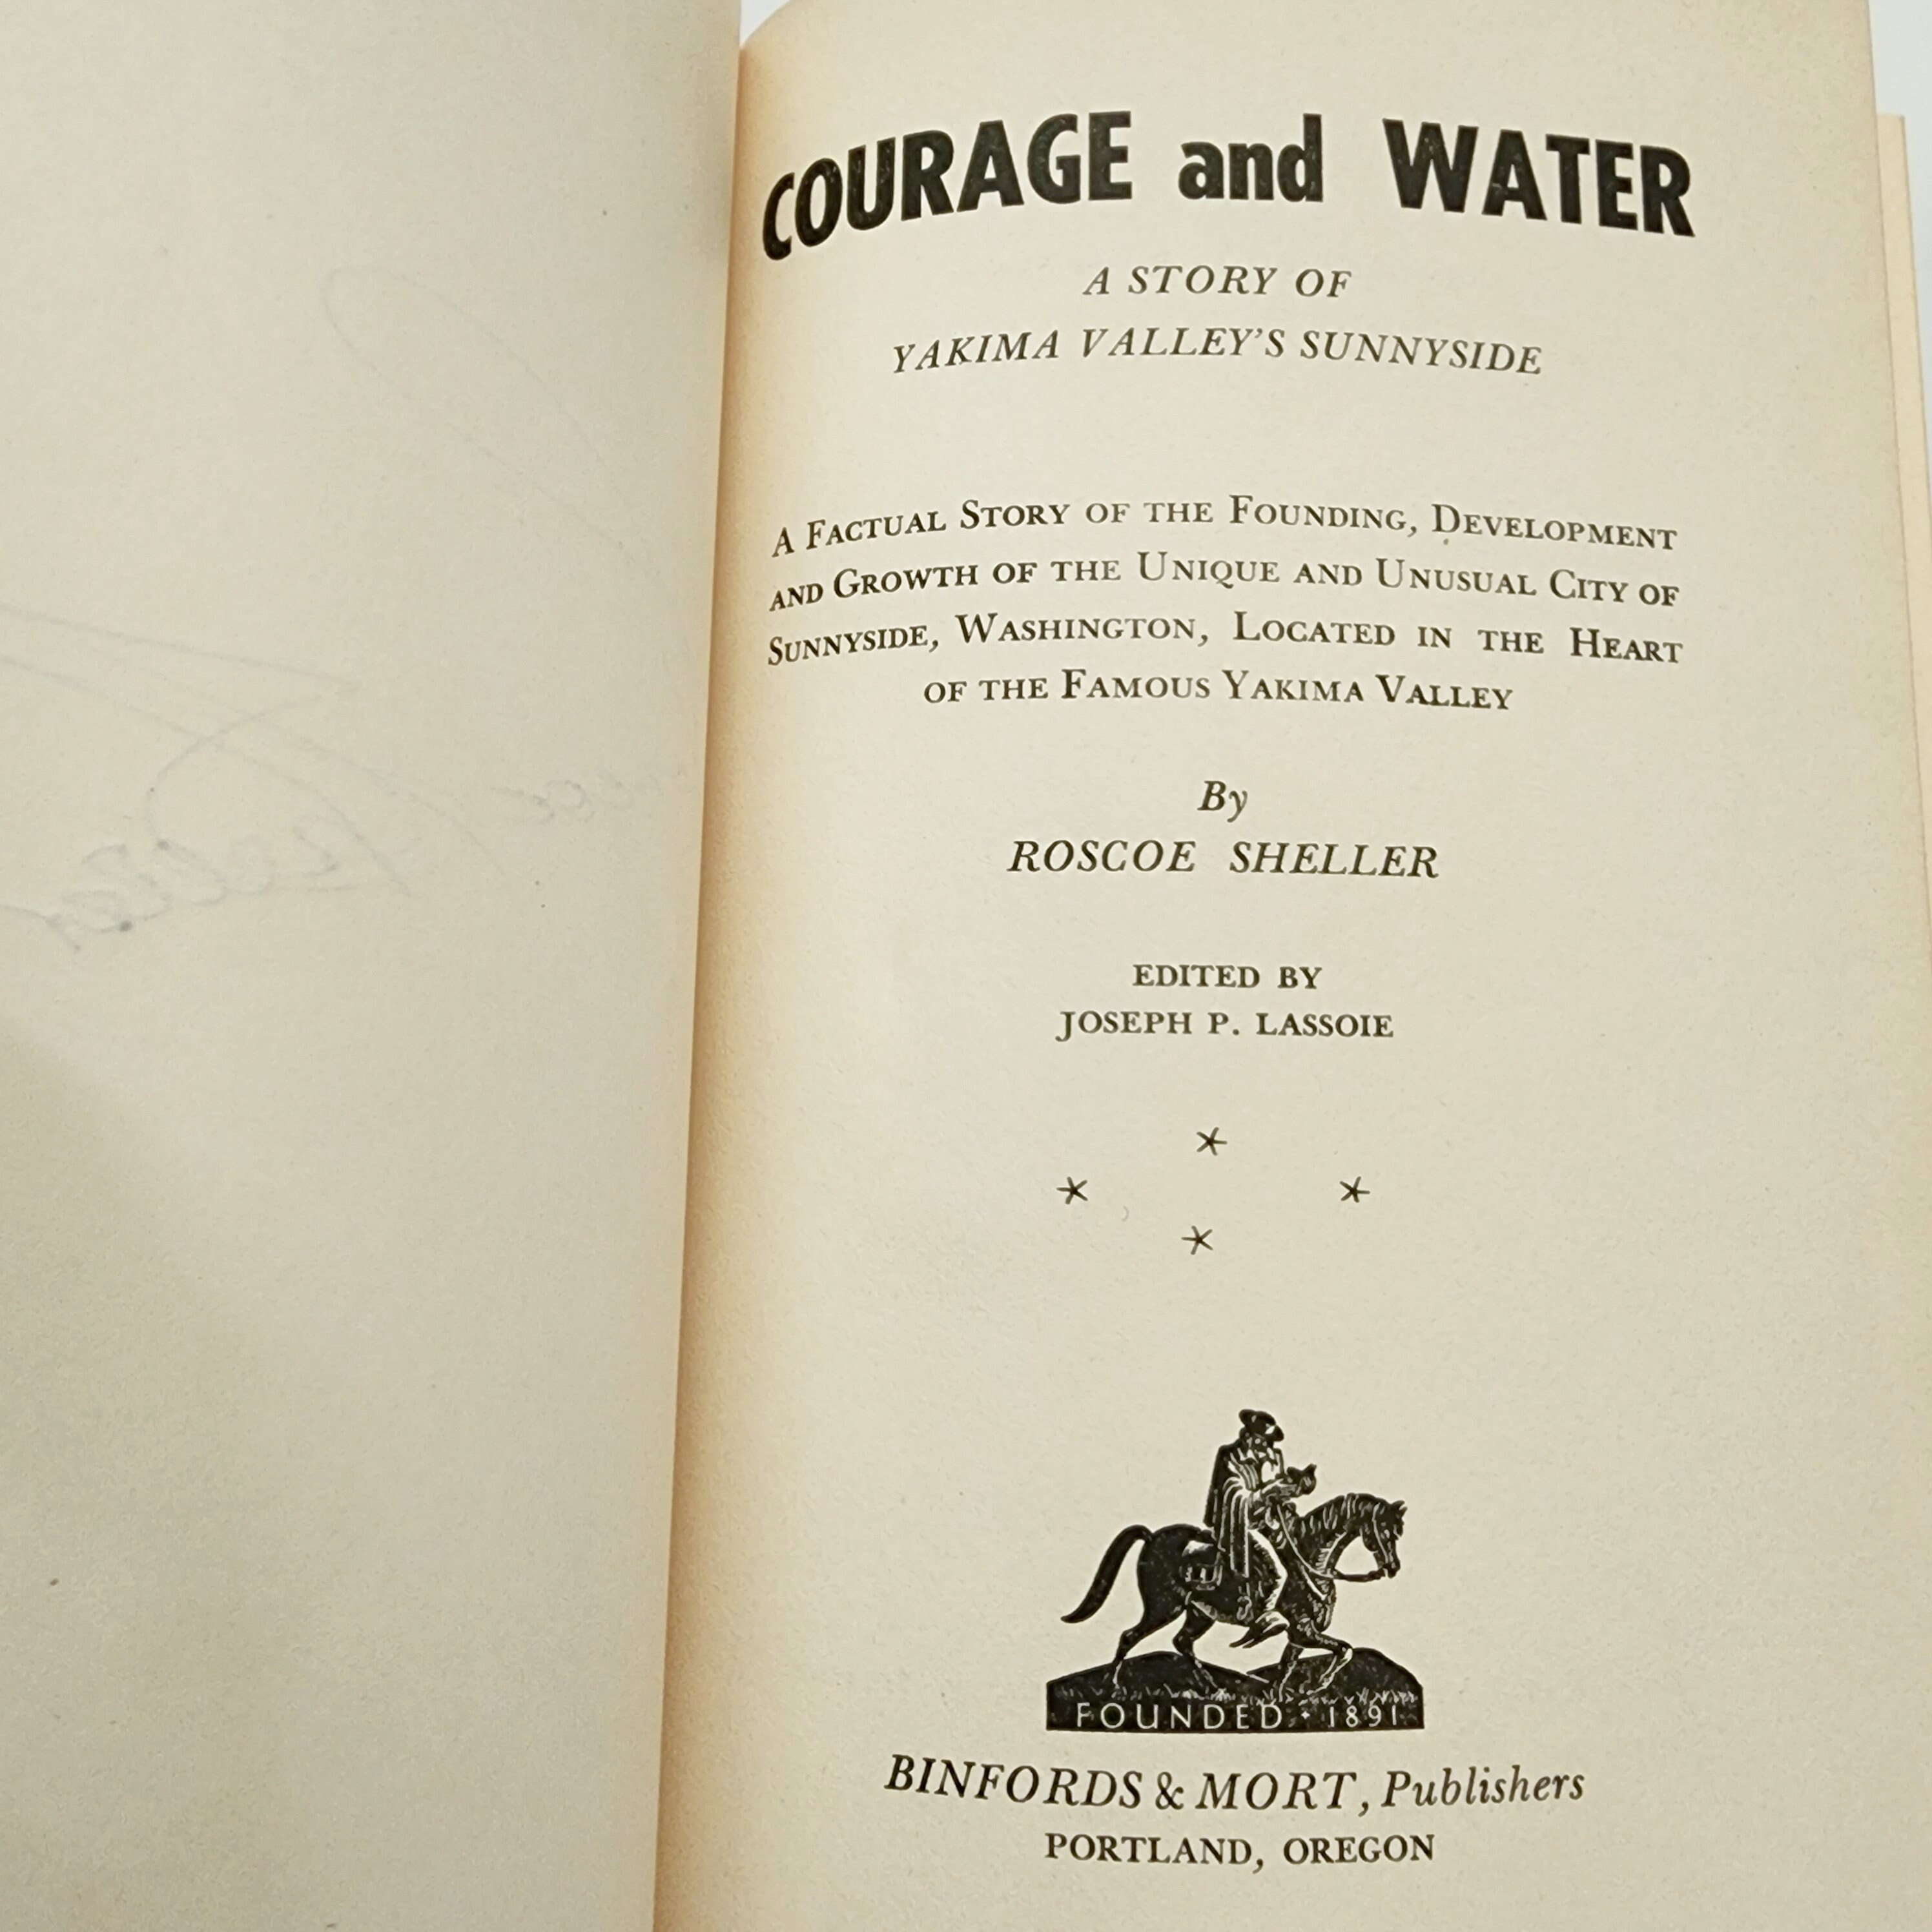 COURAGE and WATER
A STORY OF
YAKIMA VALLEY'S SUNNYSIDE
A FACTUAL STORY OF THE FOUNDING, DEVELOPMENT
AND GROWTH OF THE UNIQUE AND UNUSUAL CITY OF
SUNNYSIDE, WASHINGTON, LOCATED IN THE HEART
OF THE FAMOUS YAKIMA VALLEY
By
ROSCOE SHELLER
EDITED BY
JOSEPH P. LASSOIE
FOUNDED • 1891
BINFORDS & MORT, Publishers
PORTLAND, OREGON